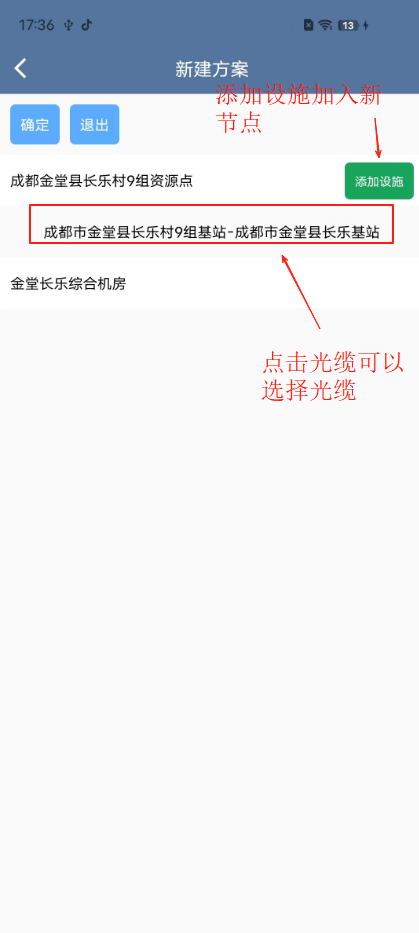 17:36
13
新建方案
添加设施加入新
节点
确定 退出
成都金堂县长乐村9组资源点
添加设施
成都市金堂县长乐村9组基站-成都市金堂县长乐基站
金堂长乐综合机房
点击光缆可以
选择光缆